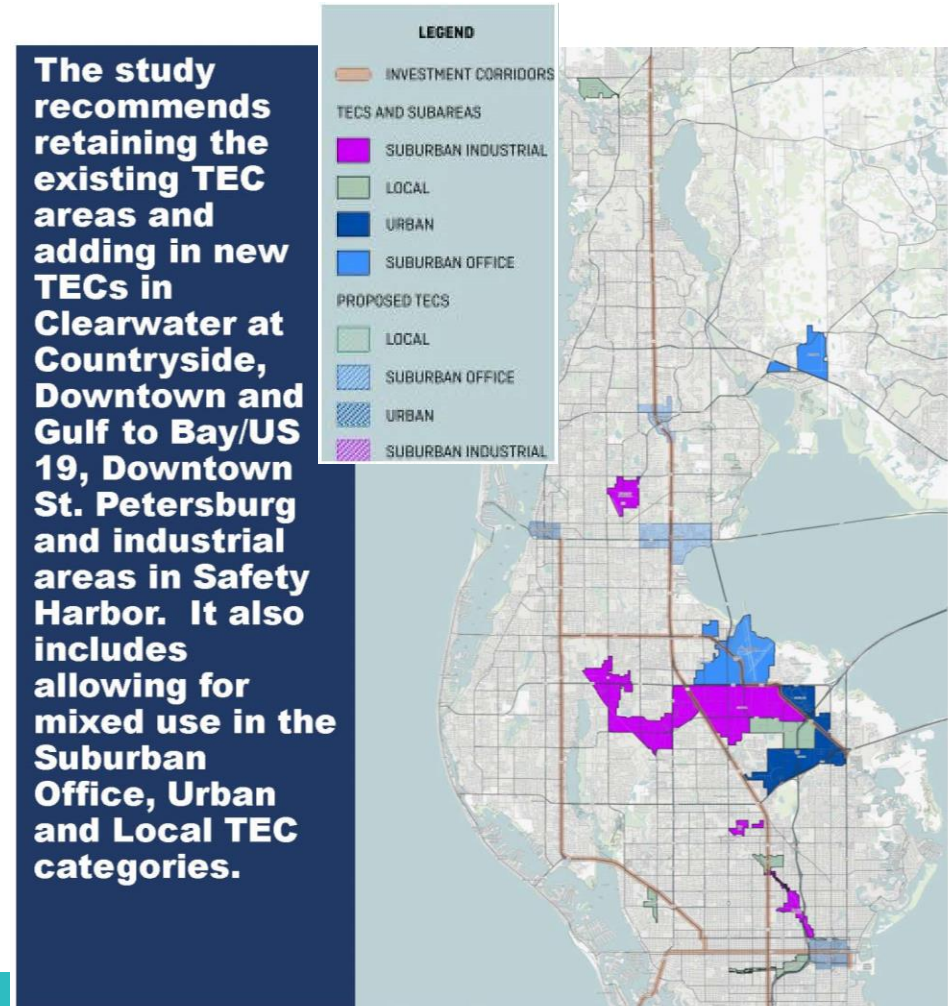 The study
recommends
retaining the
existing TEC
areas and
adding in new
TECs in
Clearwater at
Countryside,
Downtown and
Gulf to Bay/US
19, Downtown
St. Petersburg
and industrial
areas in Safety
Harbor.  It also
includes
allowing for
mixed use in the
Suburban
Office, Urban
and Local TEC
categories.
LEGEND
INVESTMENT CORRIDORS
TECS AND SUBAREAS
SUBURBAN INDUSTRIAL
LOCAL
URBAN
SUBURBAN OFFICE
PROPOSED TECS
LOCAL
SUBURBAN OFFICE
URBAN
SUBURBAN INDUSTRIAL